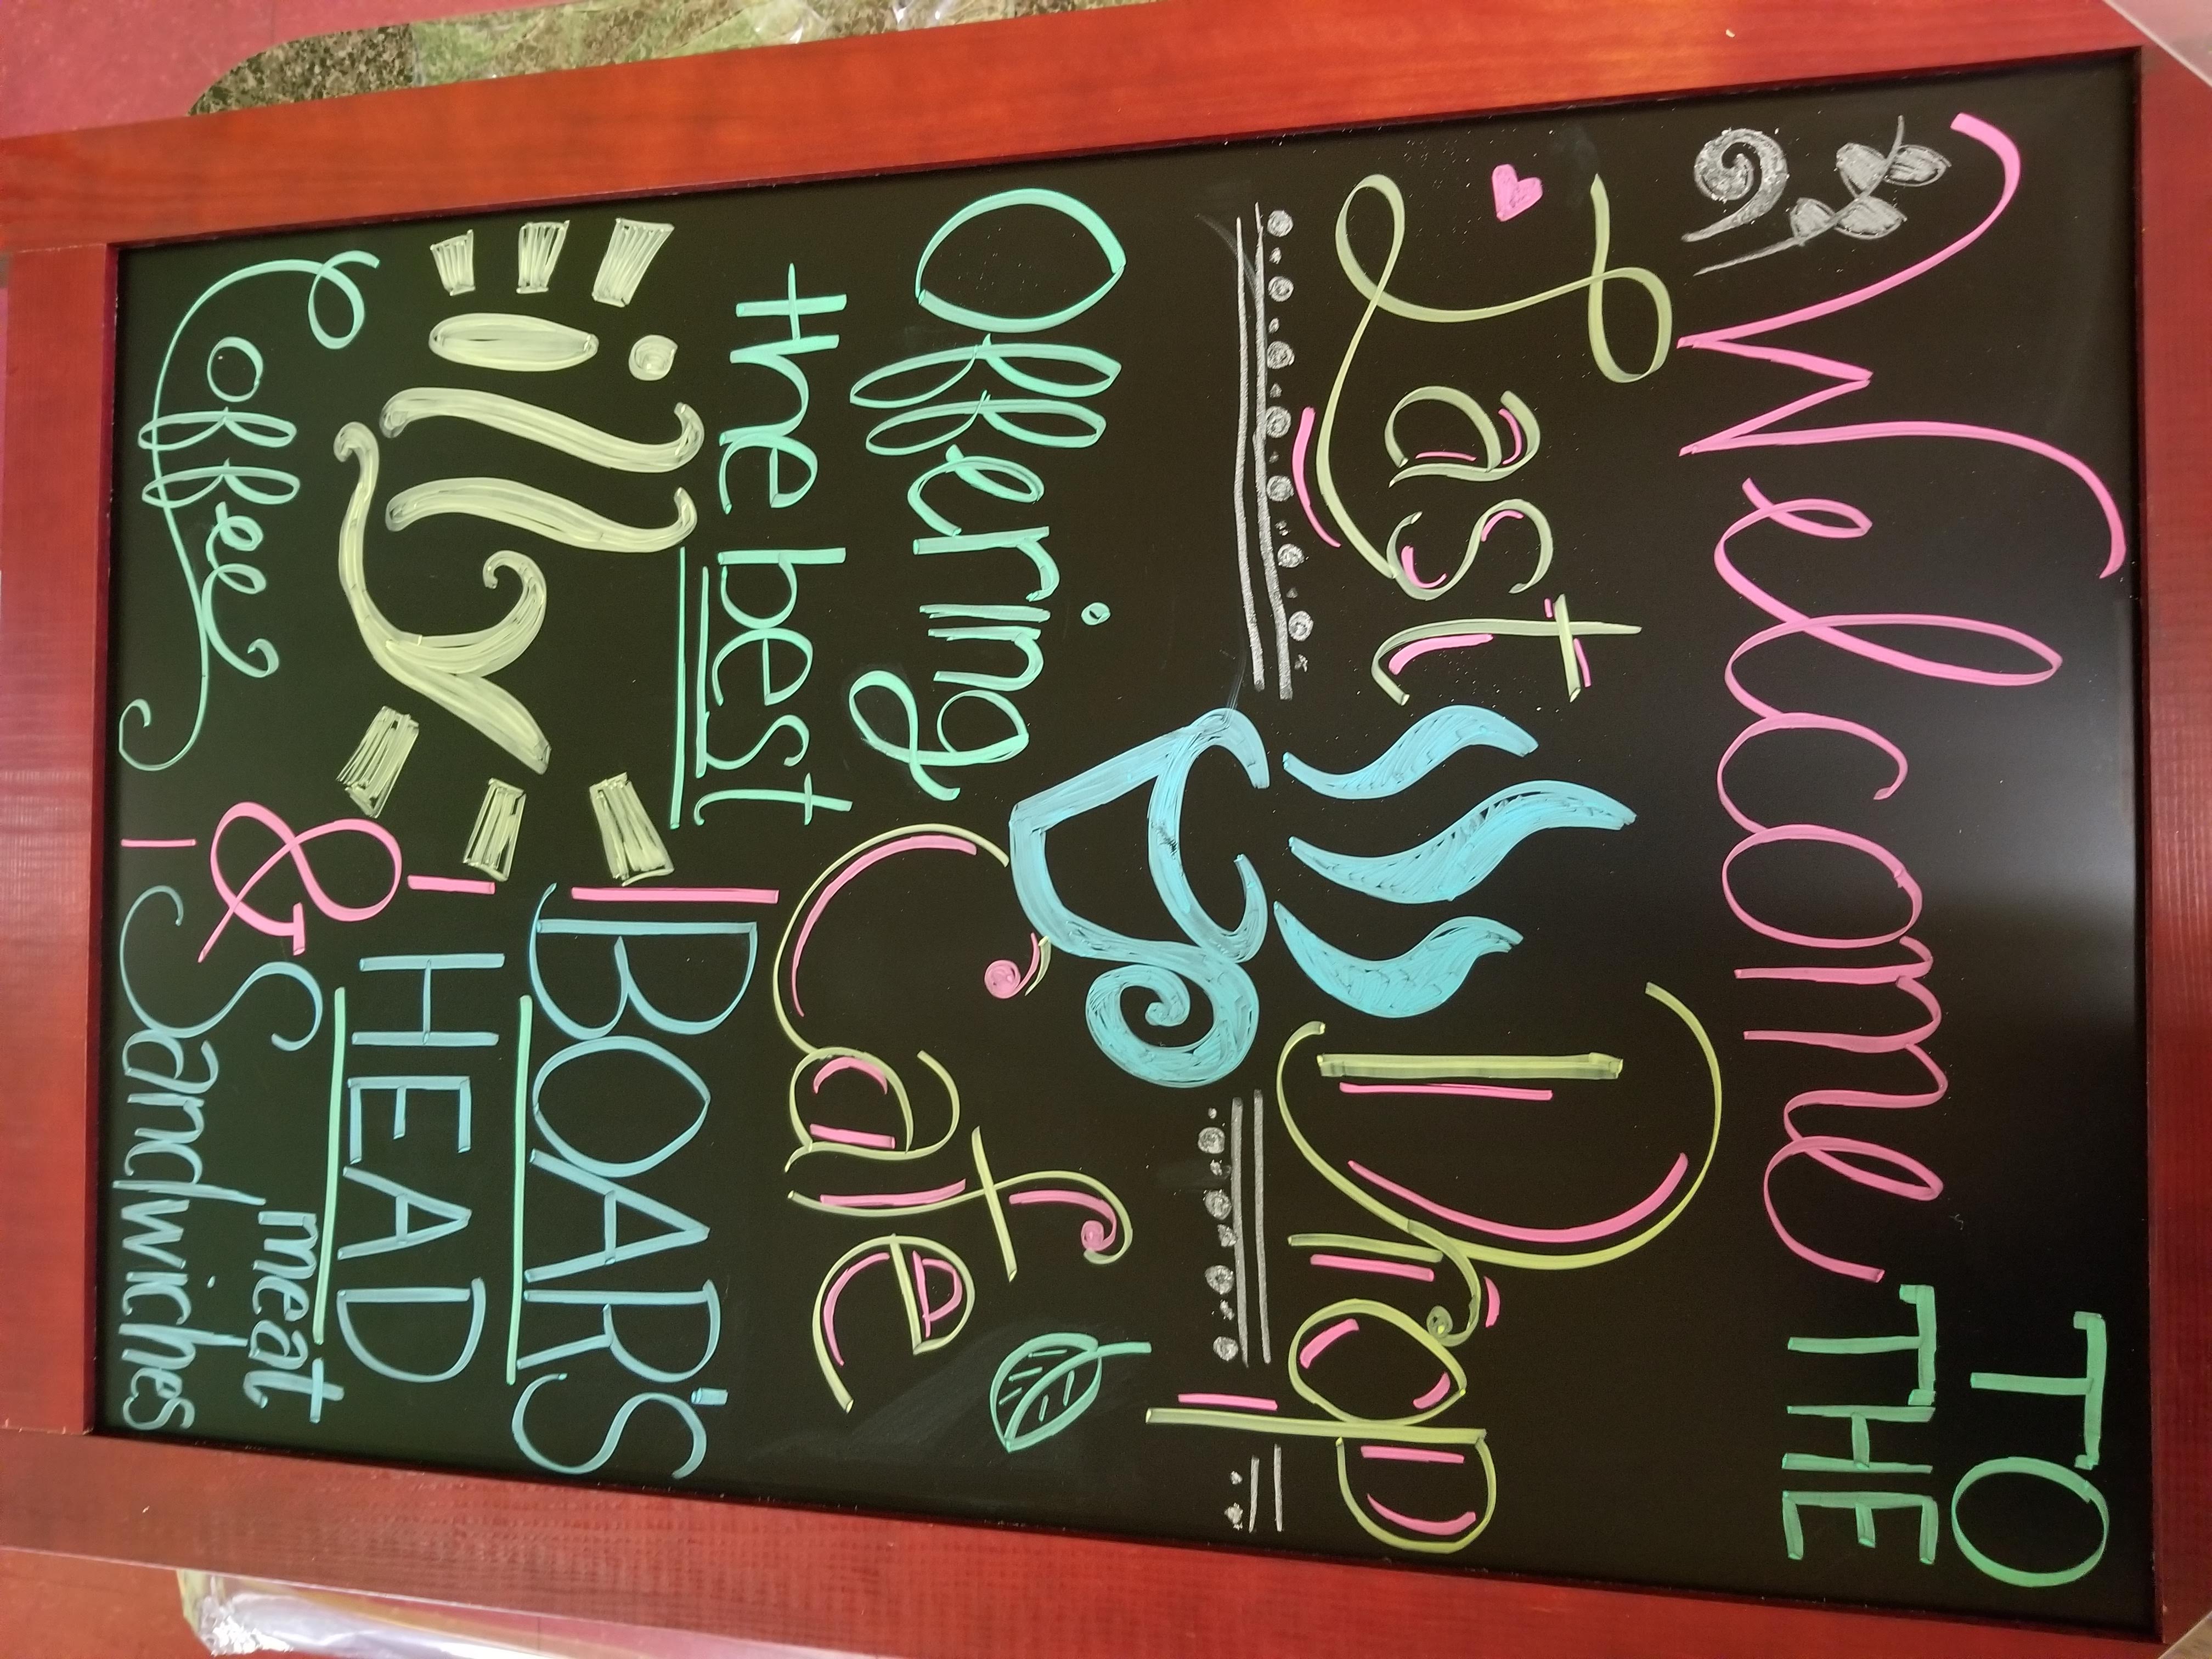 Welcome TO
THE
Last Drop
Cafe
Offering
the best
illy
Coffee
&
BOAR'S
HEAD
meat
Sandwiches